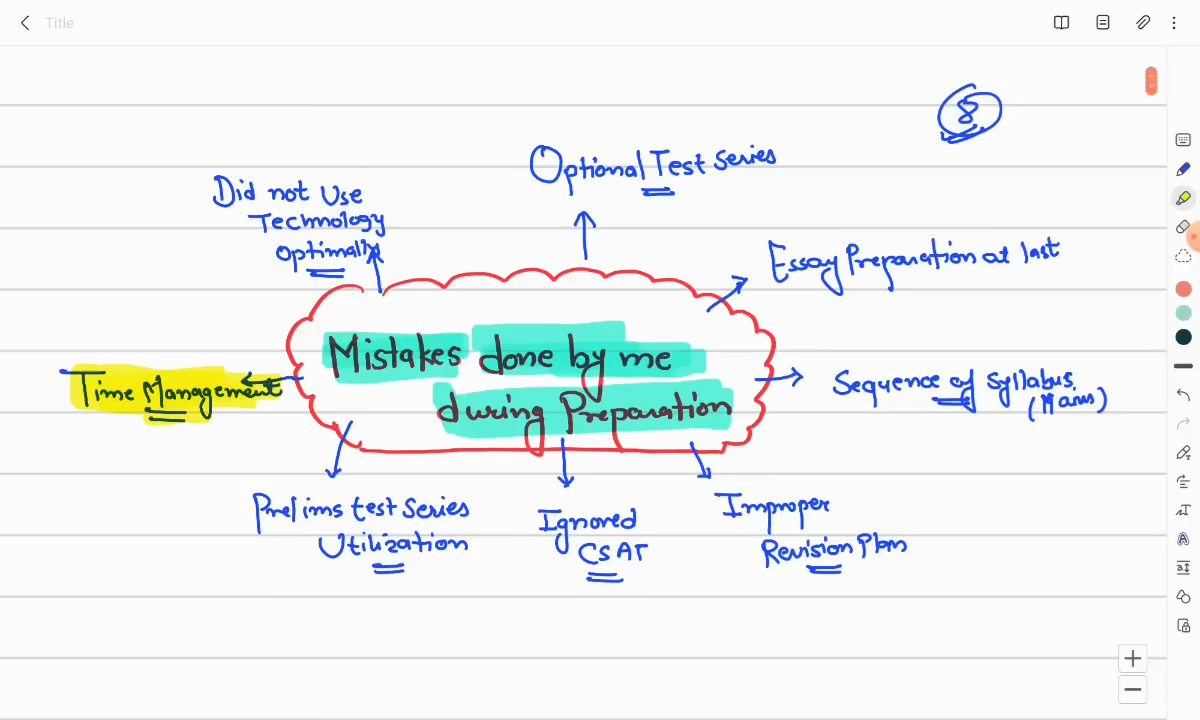 Title
8
Optional Test Series
Did not Use
Technology
Optimally
Essay Preparation at last
Mistakes done by me
during Preparation
Time Management
Sequence of Syllabus
(Mains)
Prelims test Series
Utilization
Ignored
CSAT
Improper
Revision Plan